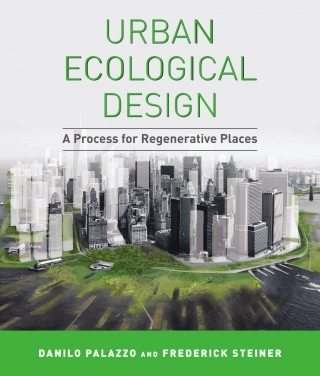 URBAN
ECOLOGICAL
DESIGN
A Process for Regenerative Places
DANILO PALAZZO AND FREDERICK STEINER